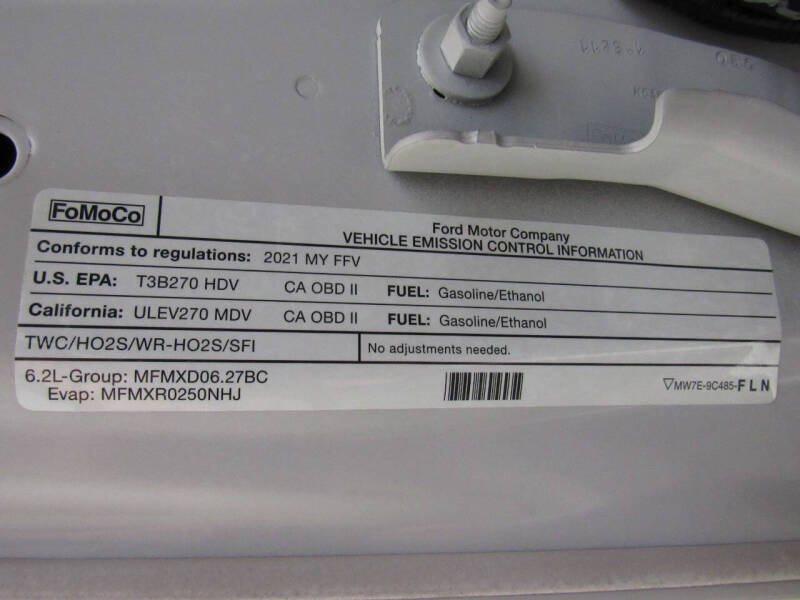 FoMoCo
Ford Motor Company
VEHICLE EMISSION CONTROL INFORMATION
Conforms to regulations: 2021 MY FFV
U.S. EPA: T3B270 HDV CA OBD II FUEL: Gasoline/Ethanol
California: ULEV270 MDV CA OBD II FUEL: Gasoline/Ethanol
TWC/HO2S/WR-HO2S/SFI No adjustments needed.
6.2L-Group: MFMXD06.27BC
Evap: MFMXR0250NHJ
MW7E-9C485-FLN